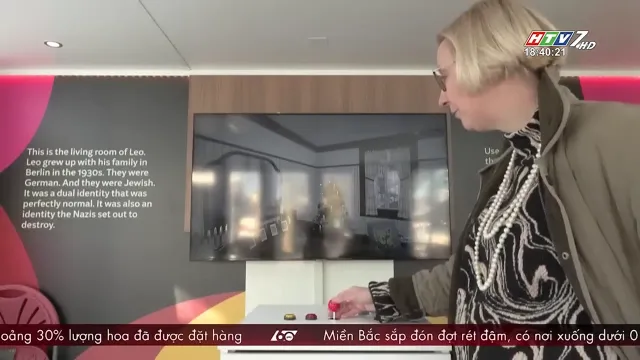 HTV7 HD
18:40:21
This is the living room of Leo.
Leo grew up with his family in
Berlin in the 1930s. They were
German. And they were Jewish.
It was a dual identity that was
perfectly normal. It was also an
identity the Nazis set out to
destroy.
Use
oảng 30% lượng hoa đã được đặt hàng
60
Miền Bắc sắp đón đợt rét đậm, có nơi xuống dưới 0